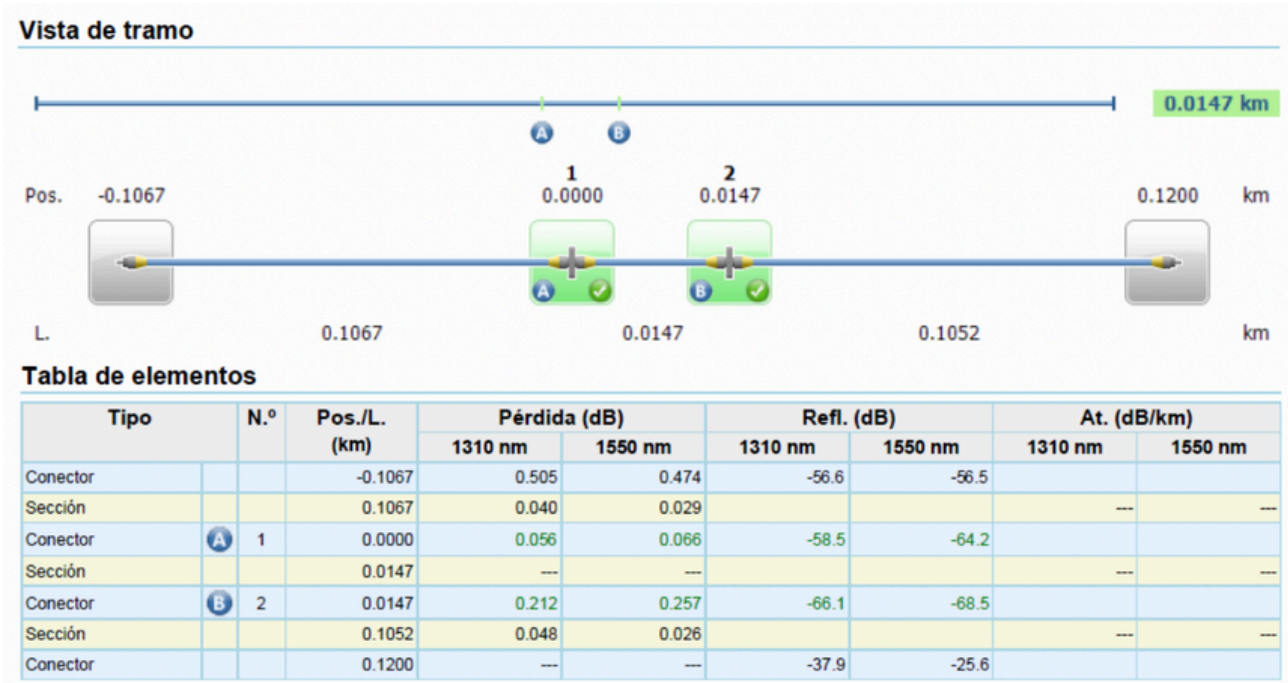 Vista de tramo
0.0147 km
A B
1 2
Pos. -0.1067 0.0000 0.0147 0.1200 km
A B
L. 0.1067 0.0147 0.1052 km
Tabla de elementos
Tipo N.º Pos./L. Pérdida (dB) Refl. (dB) At. (dB/km)
(km) 1310 nm 1550 nm 1310 nm 1550 nm 1310 nm 1550 nm
Conector -0.1067 0.505 0.474 -56.6 -56.5
Sección 0.1067 0.040 0.029 --- ---
Conector A 1 0.0000 0.056 0.066 -58.5 -64.2
Sección 0.0147 --- --- --- ---
Conector B 2 0.0147 0.212 0.257 -66.1 -68.5
Sección 0.1052 0.048 0.026 --- ---
Conector 0.1200 --- --- -37.9 -25.6